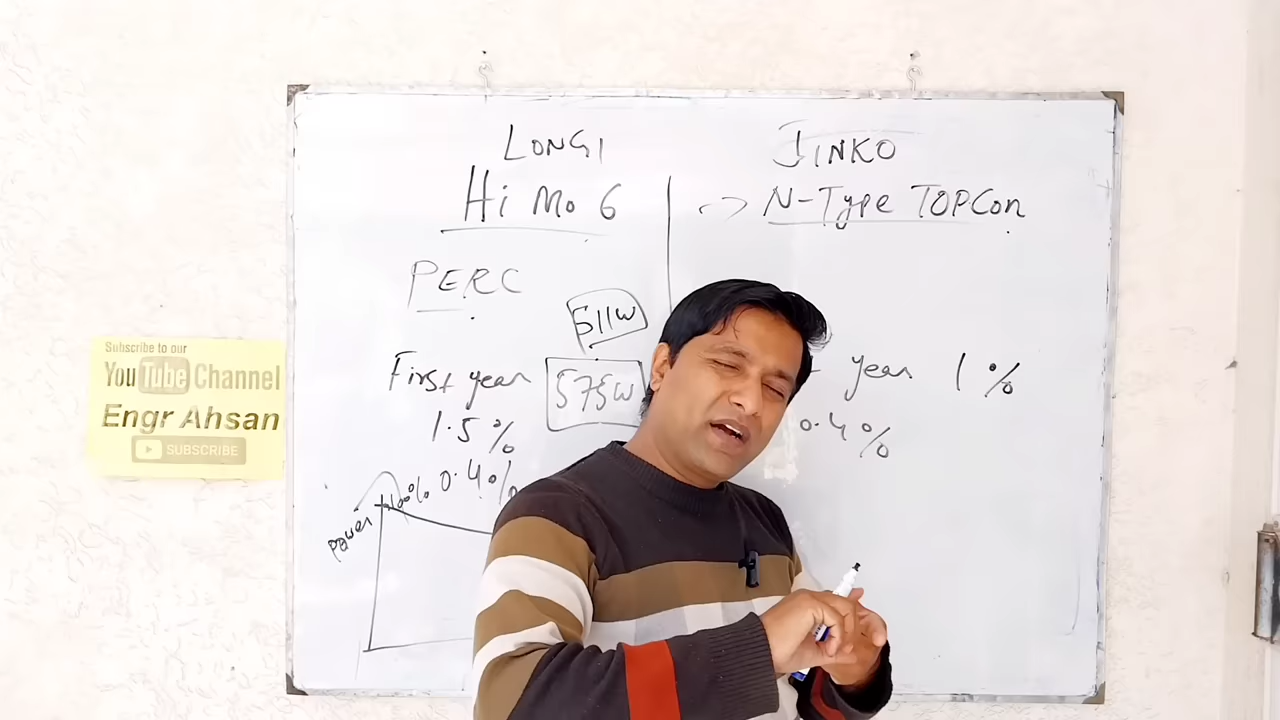 LONGI
Hi Mo 6
PERC
511W
First year
575W
1.5%
0.4%
Power
100%
JINKO
N-Type TOPCon
year 1%
0.4%
Subscribe to our
YouTube Channel
Engr Ahsan
SUBSCRIBE